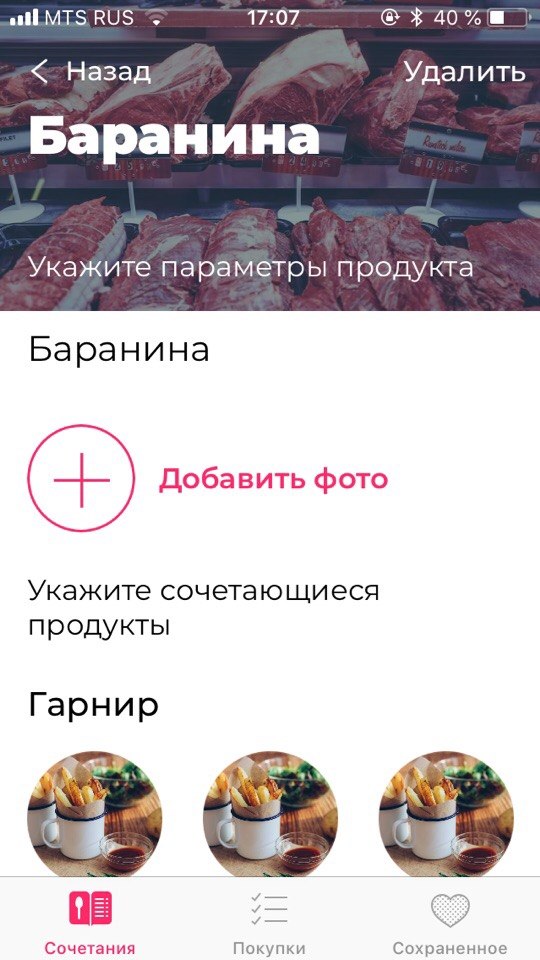 MTS RUS 17:07 40 %
Назад Удалить
Баранина
Укажите параметры продукта
Баранина
Добавить фото
Укажите сочетающиеся
продукты
Гарнир
Сочетания Покупки Сохраненное